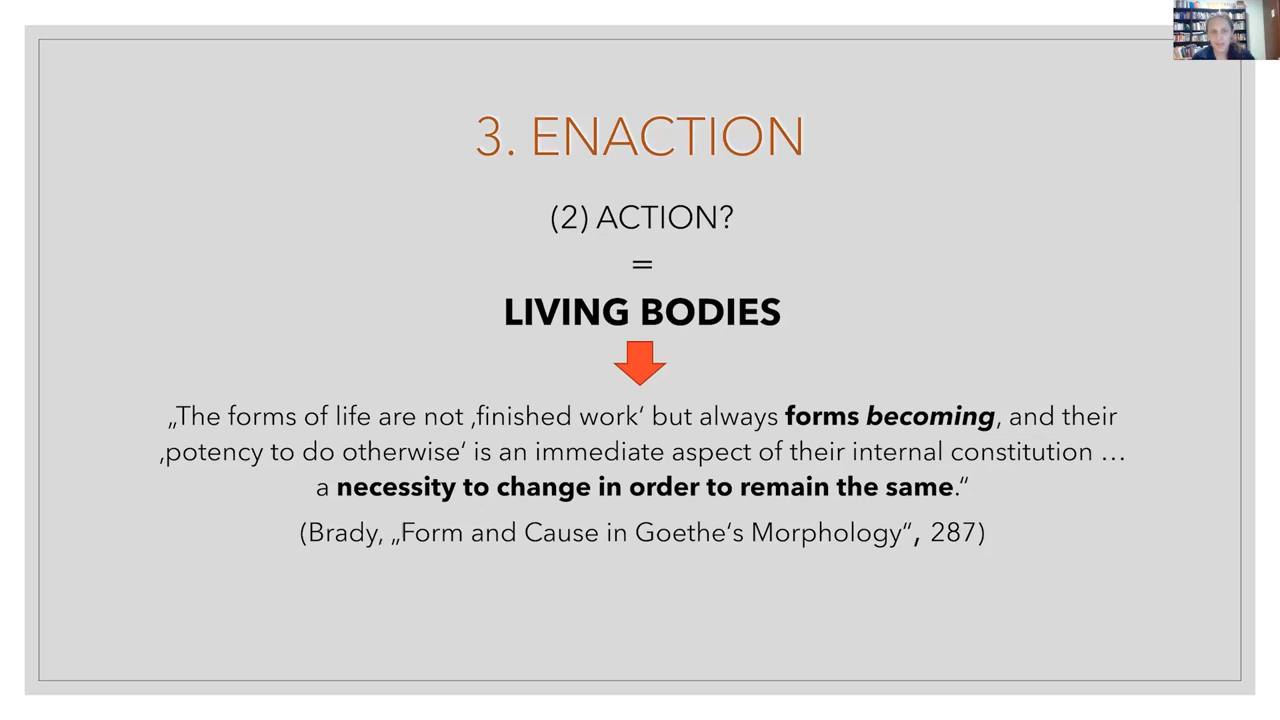 3. ENACTION
(2) ACTION?
=
LIVING BODIES
„The forms of life are not ‚finished work‘ but always forms becoming, and their
‚potency to do otherwise‘ is an immediate aspect of their internal constitution …
a necessity to change in order to remain the same.“
(Brady, „Form and Cause in Goethe‘s Morphology“, 287)